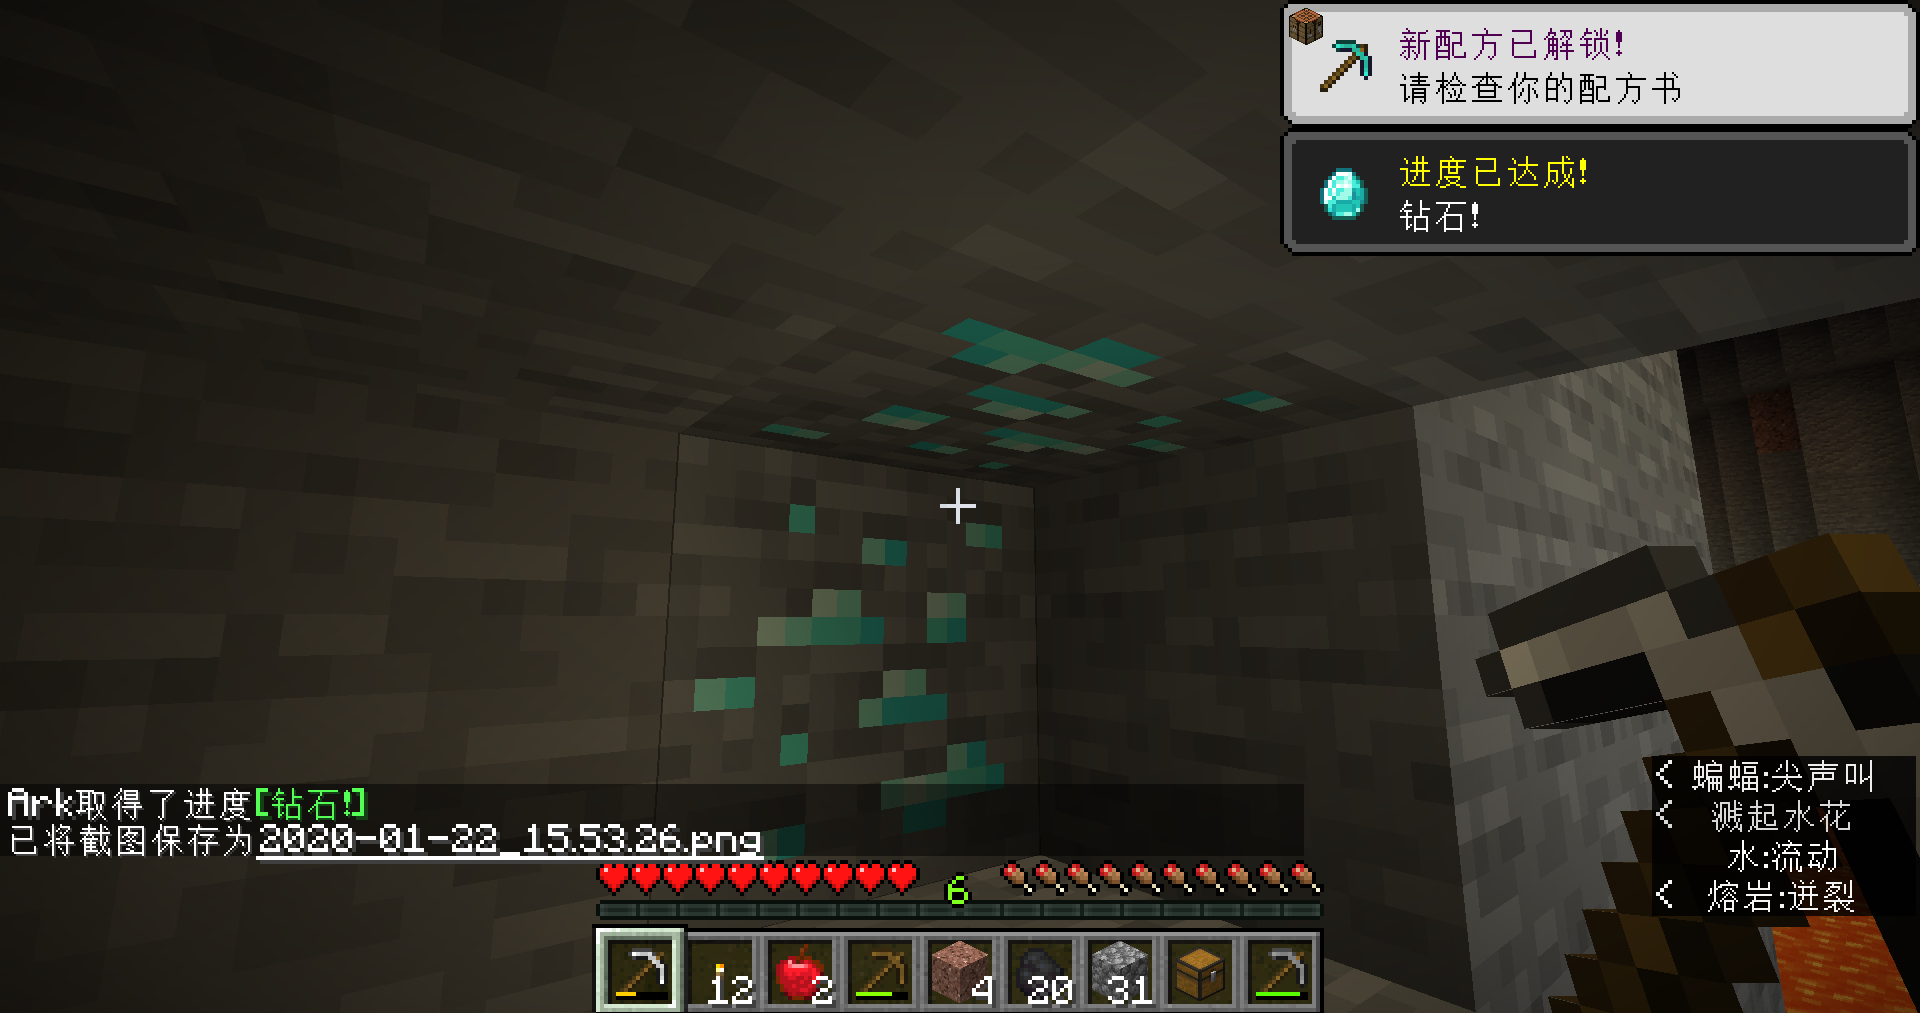 新配方已解锁!
请检查你的配方书
进度已达成!
钻石!
Ark取得了进度[钻石!]
已将截图保存为2020-01-22_15.53.26.png
< 蝙蝠:尖声叫
< 溅起水花
水:流动
< 熔岩:迸裂
6
12
2
4
20
31